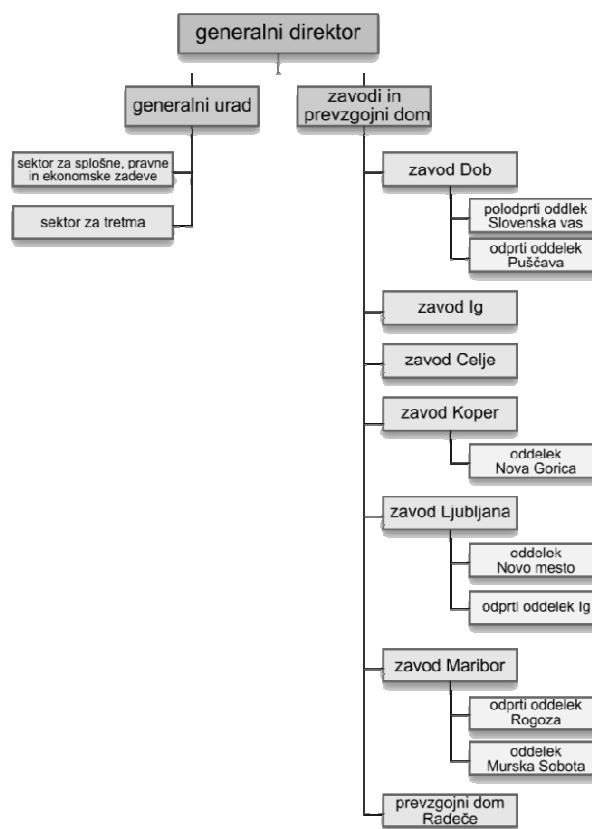 generalni direktor
generalni urad
zavodi in
prevzgojni dom
sektor za splošne, pravne
in ekonomske zadeve
sektor za tretma
zavod Dob
polodprti oddlek
Slovenska vas
odprti oddelek
Puščava
zavod Ig
zavod Celje
zavod Koper
oddelek
Nova Gorica
zavod Ljubljana
oddelek
Novo mesto
odprti oddelek Ig
zavod Maribor
odprti oddelek
Rogoza
oddelek
Murska Sobota
prevzgojni dom
Radeče